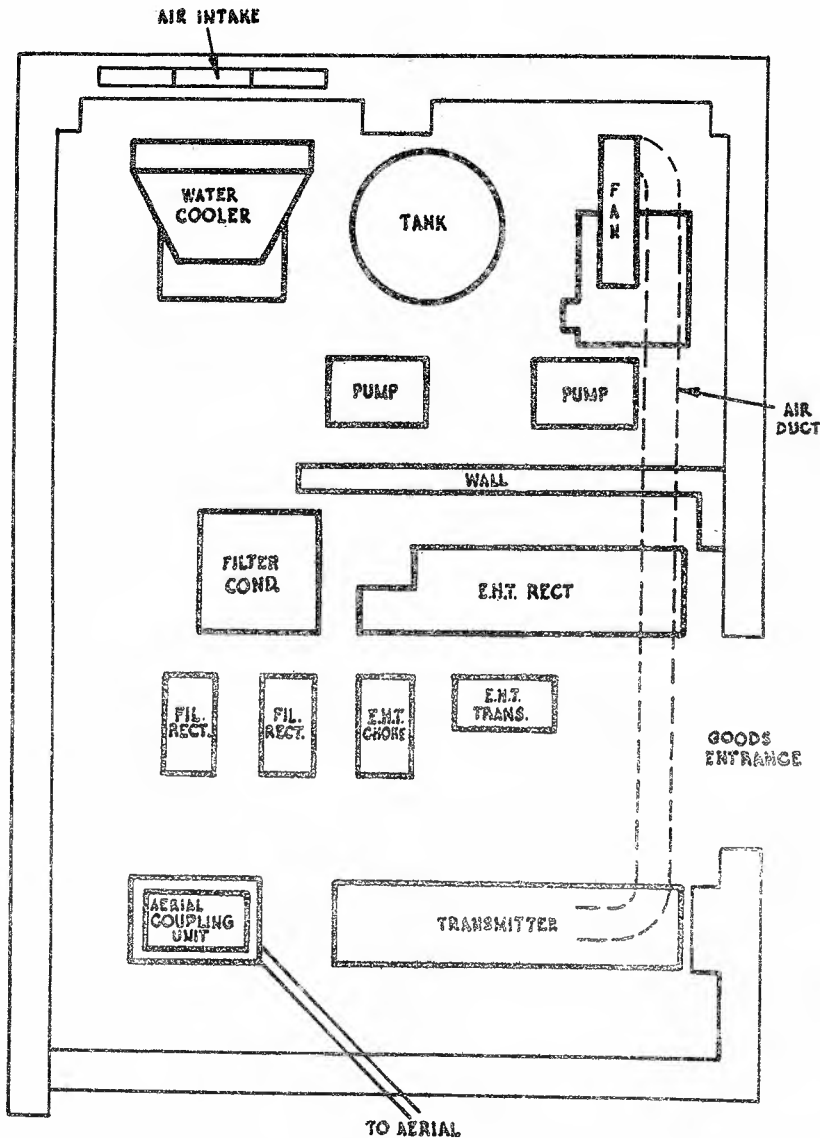 AIR INTAKE
WATER
COOLER
TANK
FAN
PUMP
PUMP
AIR
DUCT
WALL
FILTER
COND.
E.H.T. RECT
FIL.
RECT.
FIL.
RECT.
E.H.T.
CHOKE
E.H.T.
TRANS.
GOODS
ENTRANCE
AERIAL
COUPLING
UNIT
TRANSMITTER
TO AERIAL